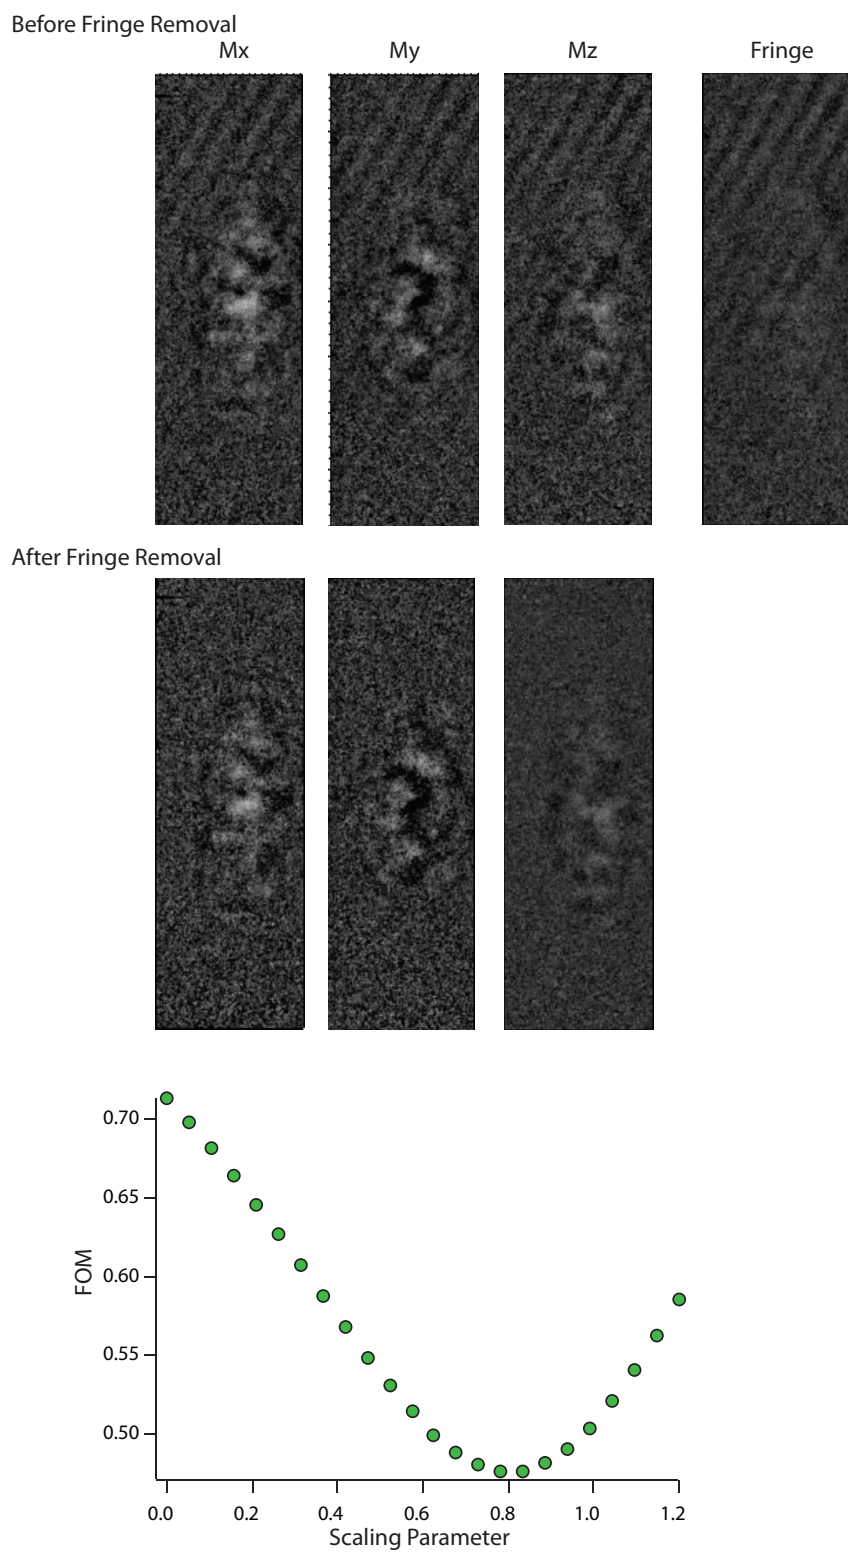 Before Fringe Removal
Mx My Mz Fringe
After Fringe Removal
0.70
0.65
0.60
0.55
0.50
FOM
0.0 0.2 0.4 0.6 0.8 1.0 1.2
Scaling Parameter